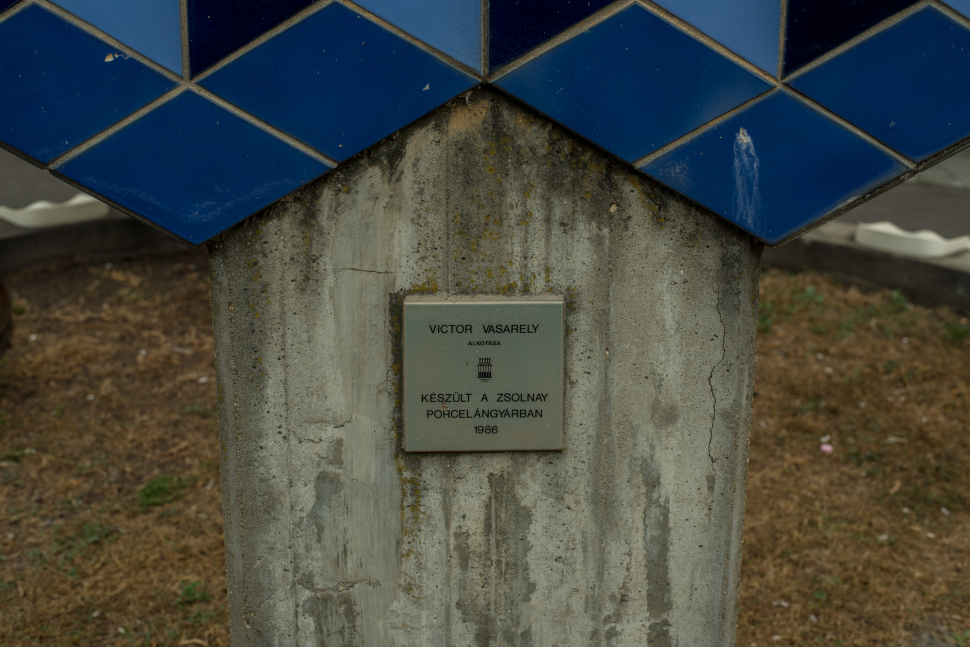 VICTOR VASARELY
ALKOTÁSA
KÉSZÜLT A ZSOLNAY
PORCELÁNGYÁRBAN
1986